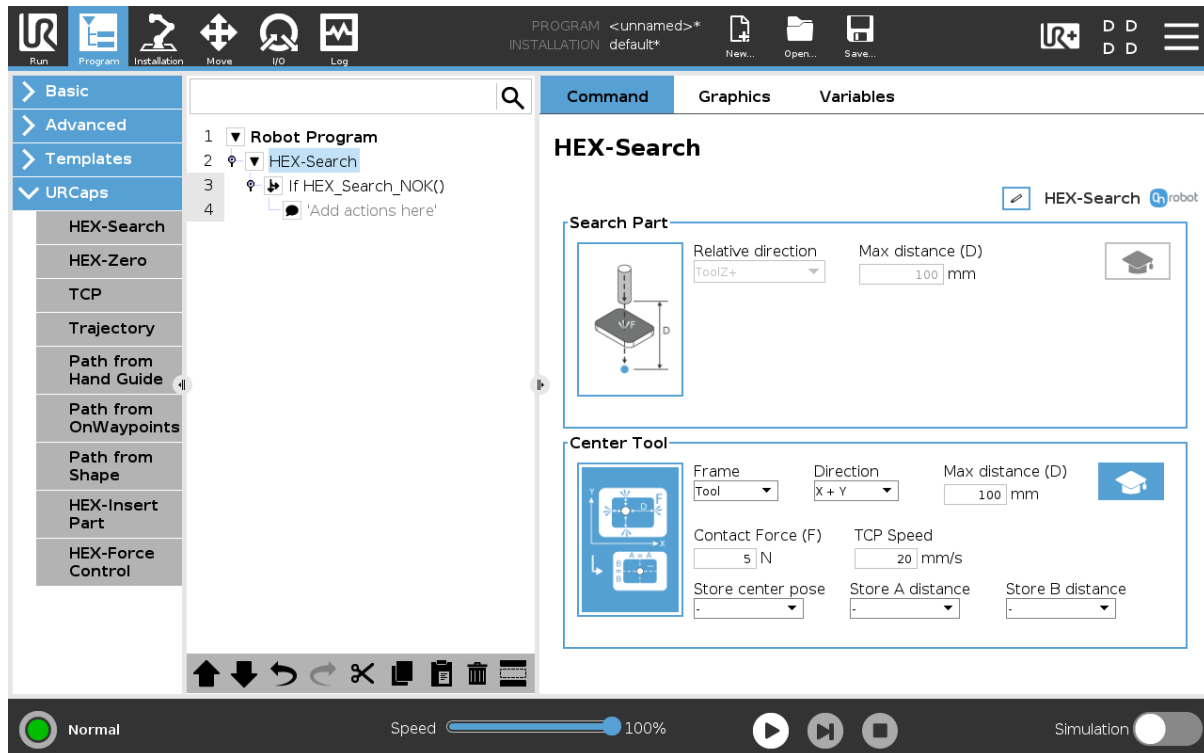 UR
PROGRAM <unnamed>*
INSTALLATION default*
UR+
D D
D D
Run
Program
Installation
Move
I/O
Log
New...
Open...
Save...
Basic
Advanced
Templates
URCaps
HEX-Search
HEX-Zero
TCP
Trajectory
Path from
Hand Guide
Path from
OnWaypoints
Path from
Shape
HEX-Insert
Part
HEX-Force
Control
1 Robot Program
2 HEX-Search
3 If HEX_Search_NOK()
4 'Add actions here'
Command Graphics Variables
HEX-Search
HEX-Search On robot
Search Part
F
D
Relative direction Max distance (D)
ToolZ+ 100 mm
Center Tool
Y
F
D
X
A = A
B = B
Frame Direction Max distance (D)
Tool X + Y 100 mm
Contact Force (F) TCP Speed
5 N 20 mm/s
Store center pose Store A distance Store B distance
- - -
Normal
Speed 100%
Simulation